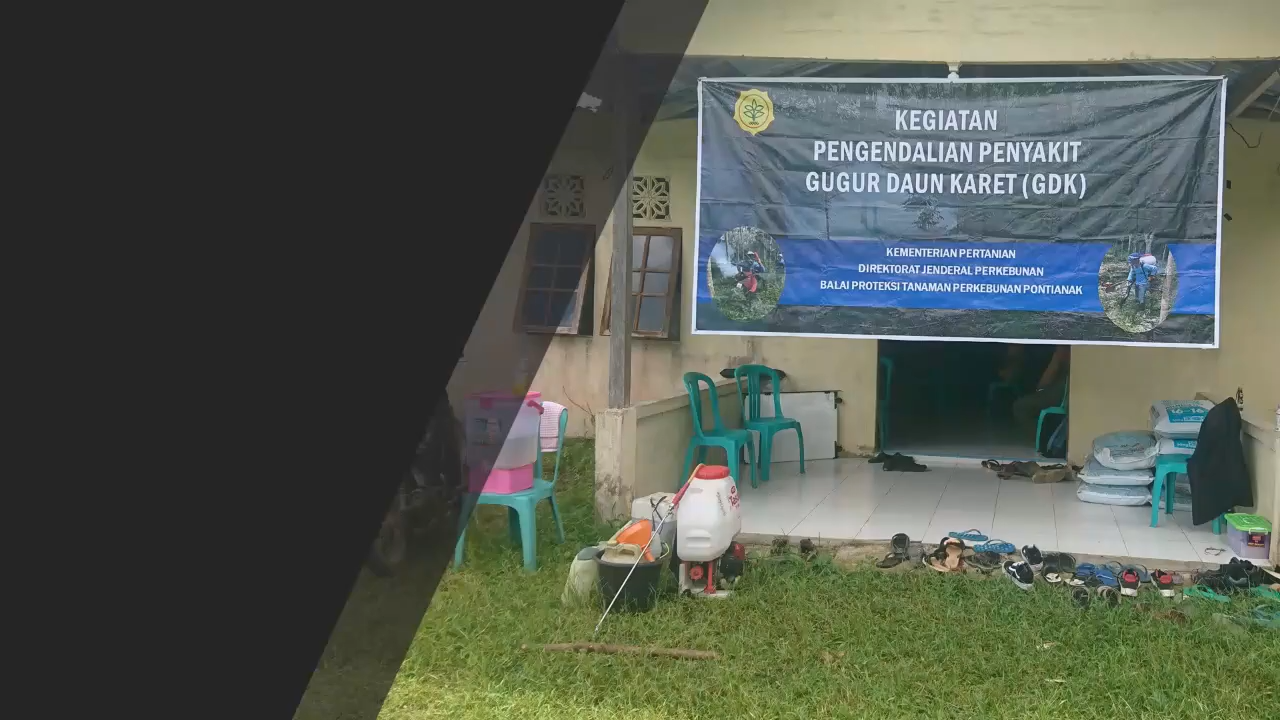 KEGIATAN
PENGENDALIAN PENYAKIT
GUGUR DAUN KARET (GDK)
KEMENTERIAN PERTANIAN
DIREKTORAT JENDERAL PERKEBUNAN
BALAI PROTEKSI TANAMAN PERKEBUNAN PONTIANAK